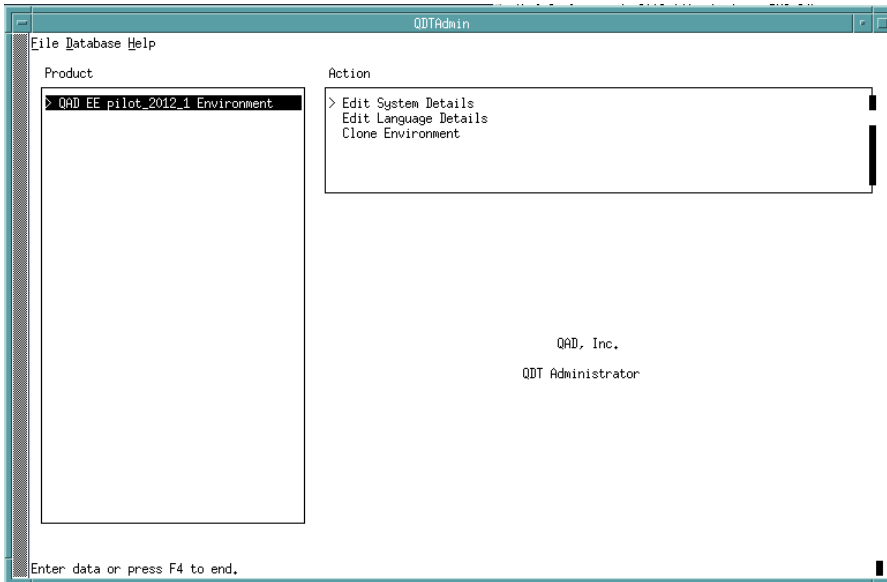 QDTAdmin
File Database Help
Product
> QAD EE pilot_2012_1 Environment
Action
> Edit System Details
Edit Language Details
Clone Environment
QAD, Inc.
QDT Administrator
Enter data or press F4 to end.